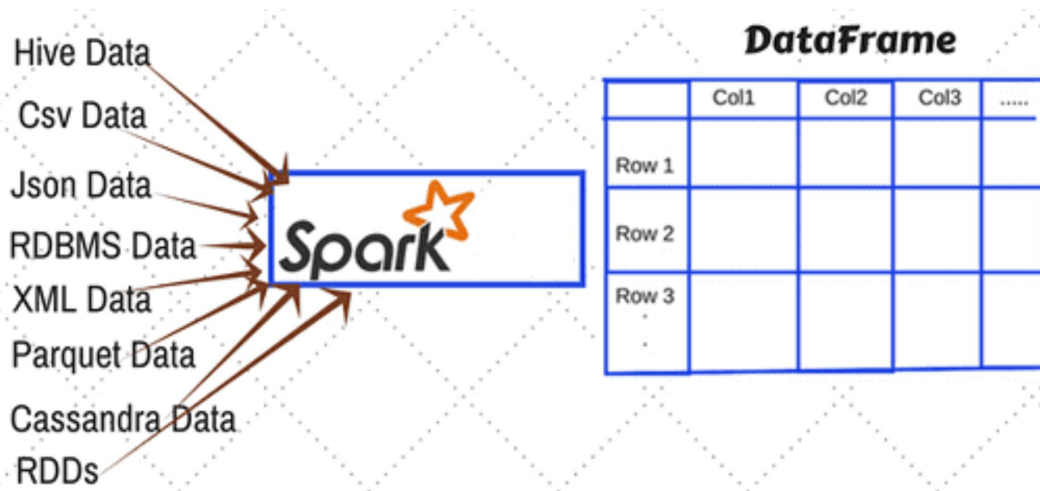 Hive Data
Csv Data
Json Data
RDBMS Data
XML Data
Parquet Data
Cassandra Data
RDDs
Spark
DataFrame
Col1 Col2 Col3 .....
Row 1
Row 2
Row 3